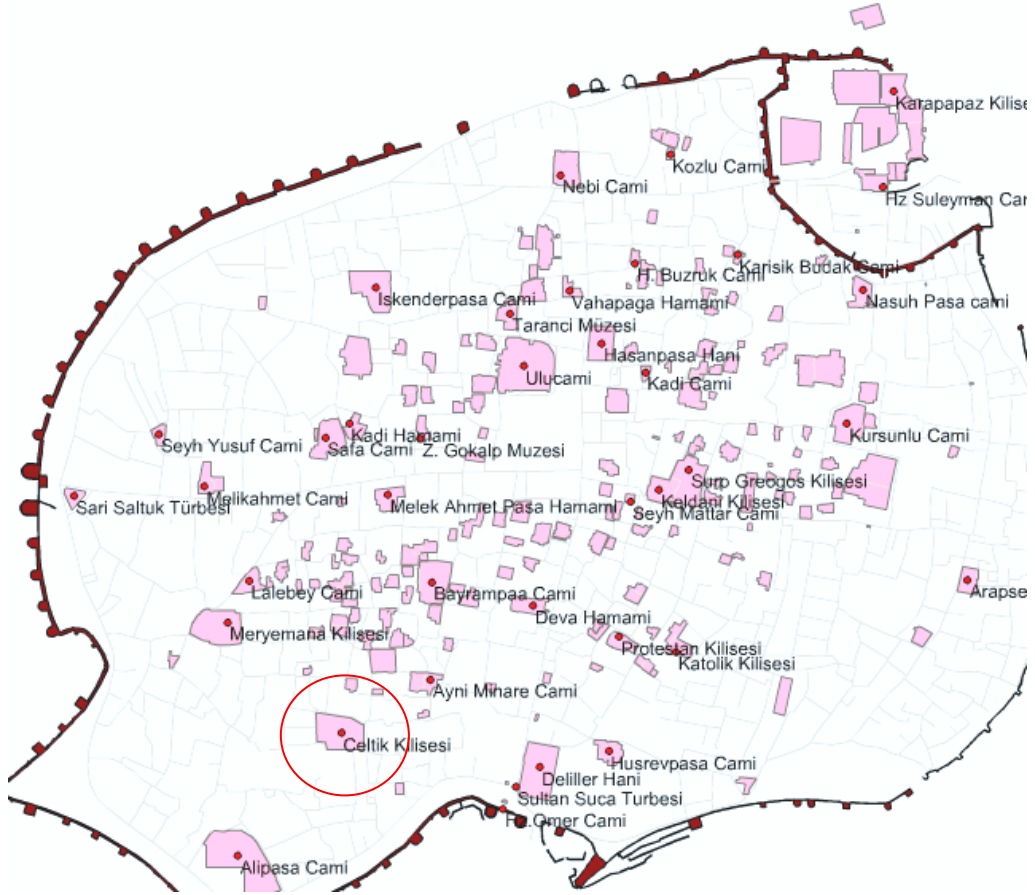 Karapapaz Kilise
Kozlu Cami
Nebi Cami
Hz Suleyman Cam
H. Buzruk Cami
Karisik Budak Cami
Iskenderpasa Cami
Vahapaga Hamami
Nasuh Pasa cami
Taranci Müzesi
Hasanpasa Hani
Ulucami
Kadi Cami
Seyh Yusuf Cami
Kadi Hamami
Safa Cami
Z. Gokalp Muzesi
Kursunlu Cami
Surp Greogos Kilisesi
Melikahmet Cami
Keldani Kilisesi
Sari Saltuk Türbesi
Melek Ahmet Pasa Hamami
Seyh Mattar Cami
Lalebey Cami
Bayrampaa Cami
Arapse
Deva Hamami
Meryemana Kilisesi
Protestan Kilisesi
Katolik Kilisesi
Ayni Minare Cami
Celtik Kilisesi
Husrevpasa Cami
Deliller Hani
Sultan Suca Turbesi
Hz.Omer Cami
Alipasa Cami